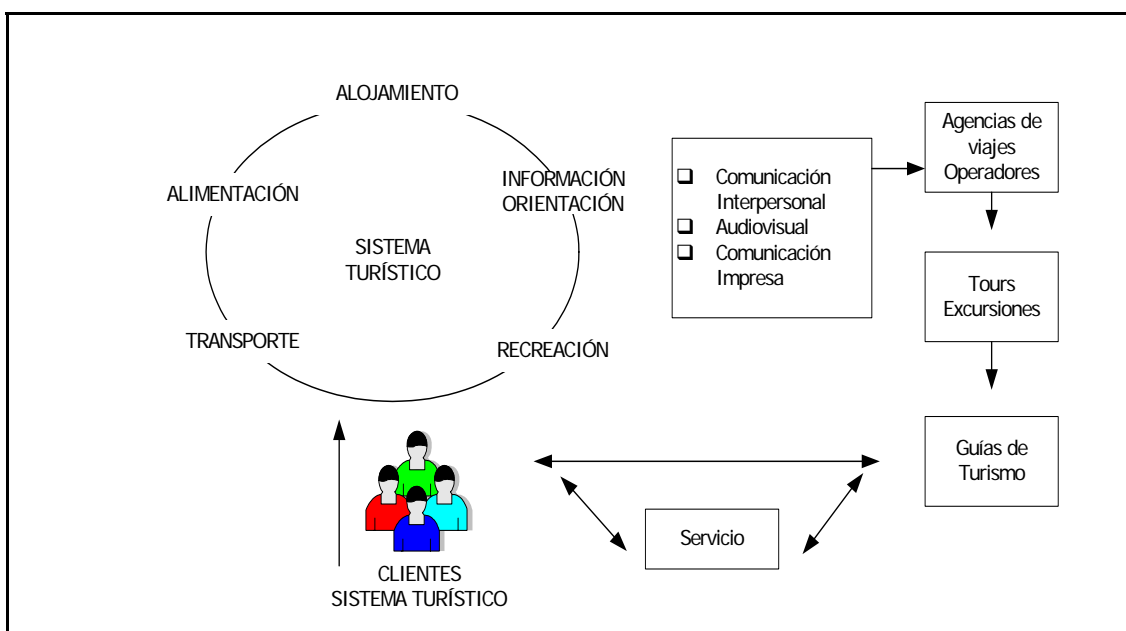 ALOJAMIENTO
ALIMENTACIÓN
INFORMACIÓN
ORIENTACIÓN
SISTEMA
TURÍSTICO
TRANSPORTE
RECREACIÓN
Comunicación
Interpersonal
Audiovisual
Comunicación
Impresa
Agencias de
viajes
Operadores
Tours
Excursiones
Guías de
Turismo
Servicio
CLIENTES
SISTEMA TURÍSTICO